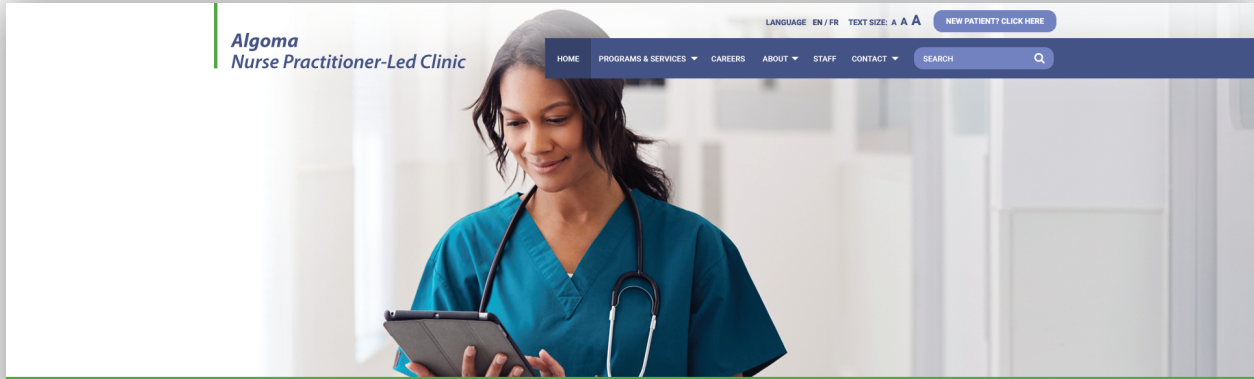 LANGUAGE EN / FR TEXT SIZE: A A A NEW PATIENT? CLICK HERE
Algoma
Nurse Practitioner-Led Clinic
HOME PROGRAMS & SERVICES CAREERS ABOUT STAFF CONTACT SEARCH